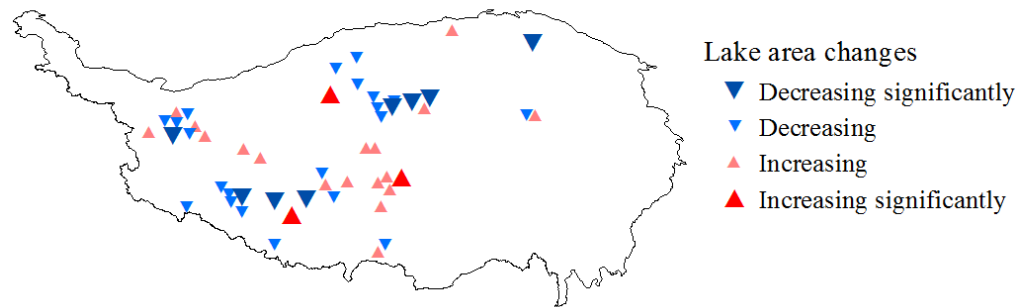 Lake area changes
Decreasing significantly
Decreasing
Increasing
Increasing significantly